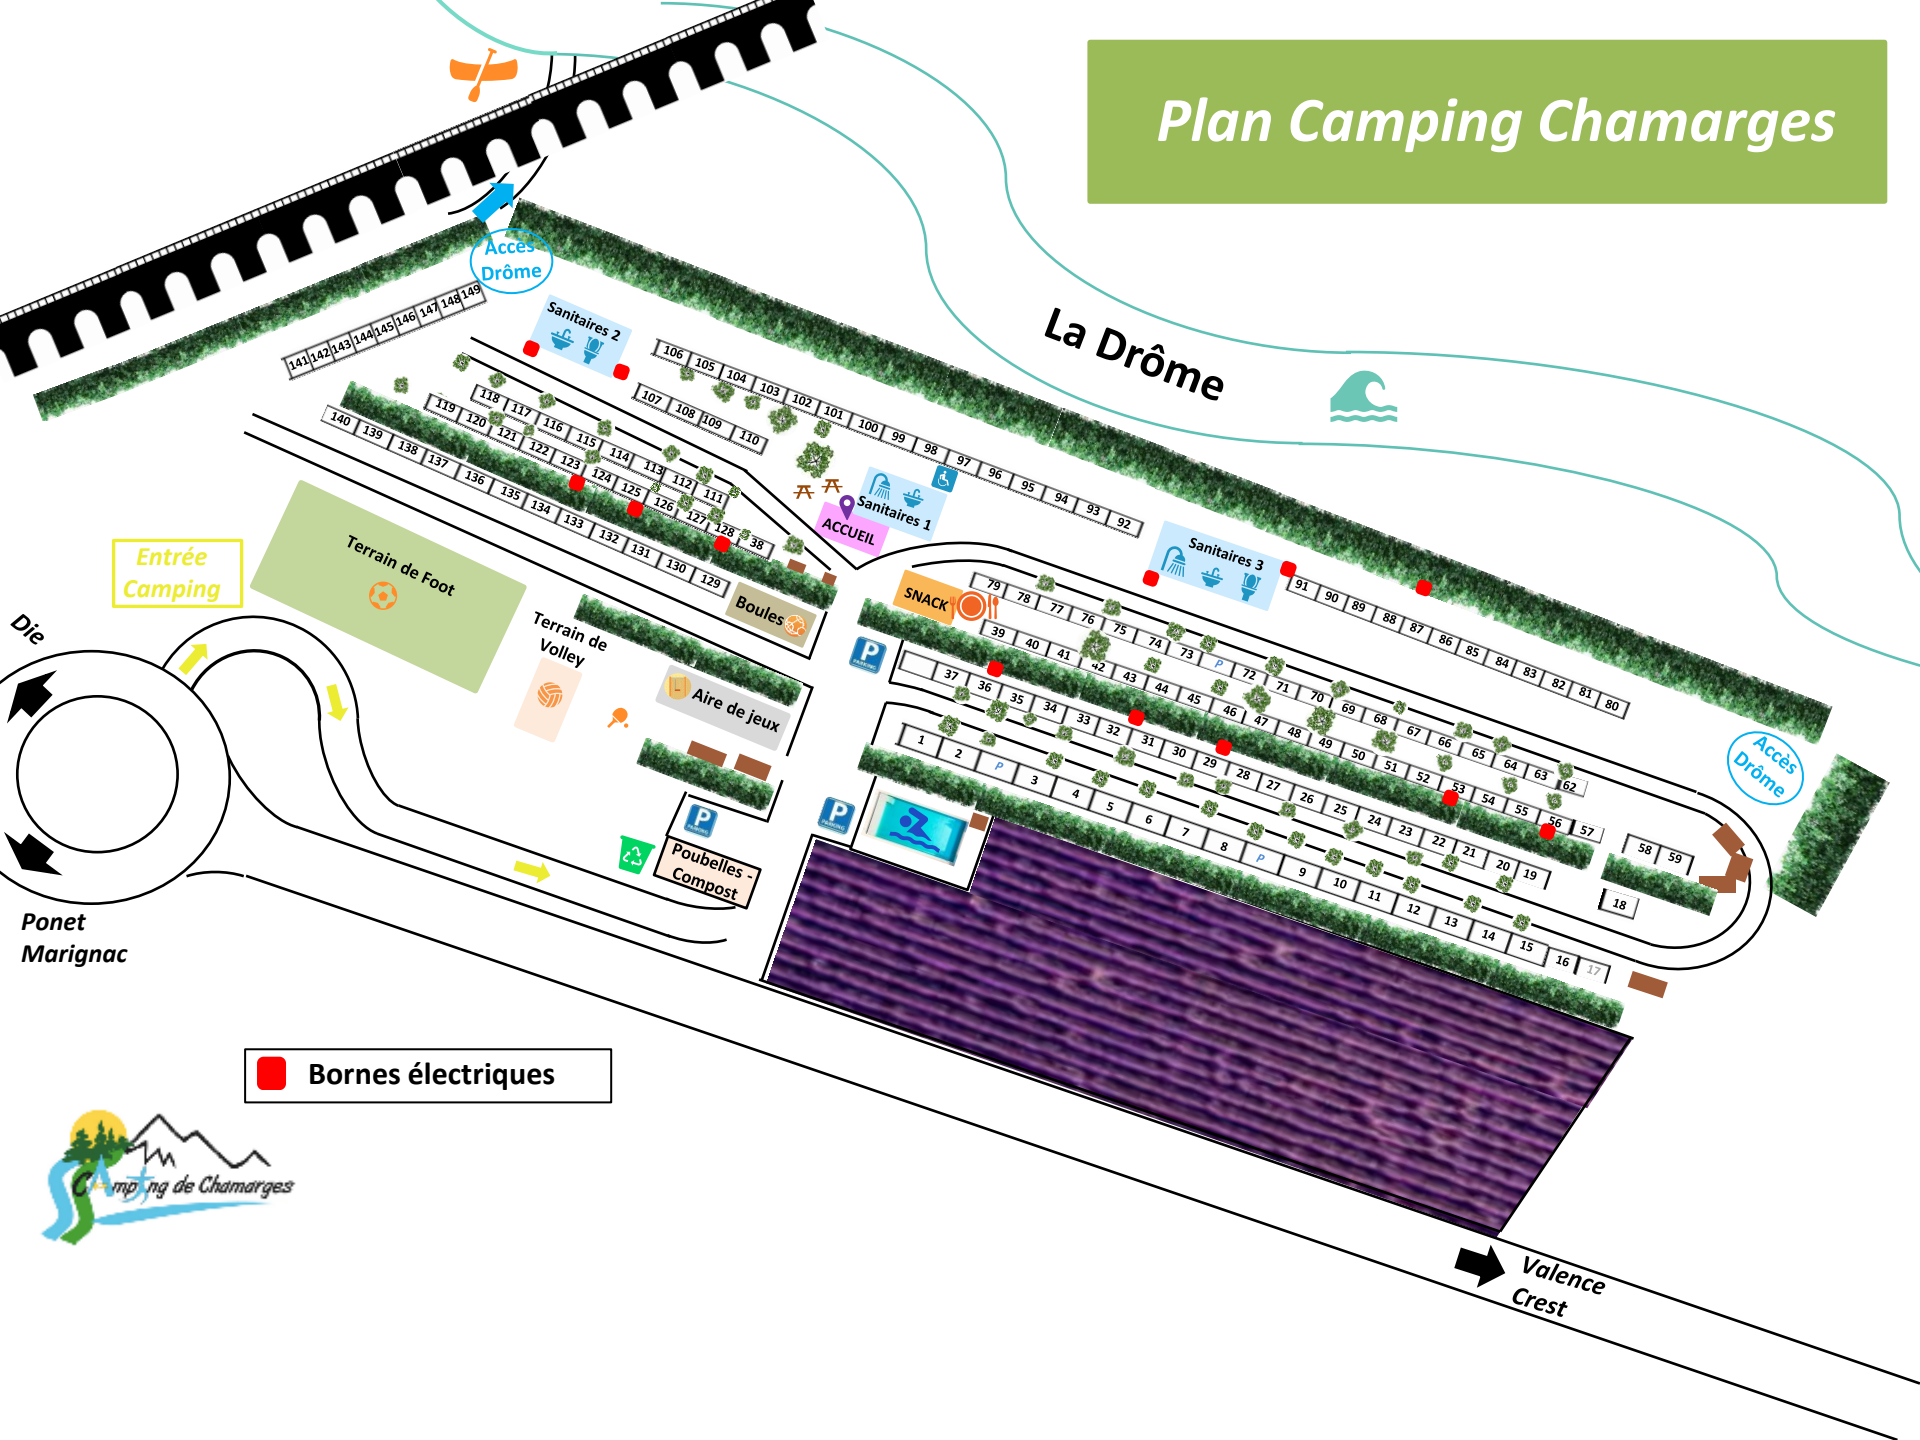 Plan Camping Chamarges
Accès
Drôme
La Drôme
141 142 143 144 145 146 147 148 149
Sanitaires 2
106 105 104 103 102 101 100 99 98 97 96 95 94 93 92
107 108 109 110
118 117 116 115 114 113 112 111
119 120 121 122 123 124 125 126 127 128 38
140 139 138 137 136 135 134 133 132 131 130 129
Sanitaires 1
ACCUEIL
Sanitaires 3
91 90 89 88 87 86 85 84 83 82 81 80
Entrée
Camping
Terrain de Foot
Boules
SNACK
79 78 77 76 75 74 73 P 72 71 70 69 68 67 66 65 64 63 62
39 40 41 42 43 44 45 46 47 48 49 50 51 52 53 54 55 56 57
58 59
37 36 35 34 33 32 31 30 29 28 27 26 25 24 23 22 21 20 19
18
1 2 P 3 4 5 6 7 8 P 9 10 11 12 13 14 15 16 17
Accès
Drôme
Die
Terrain de
Volley
P
PARKING
Aire de jeux
P
PARKING
P
PARKING
Poubelles -
Compost
Ponet
Marignac
Bornes électriques
Camping de Chamarges
Valence
Crest